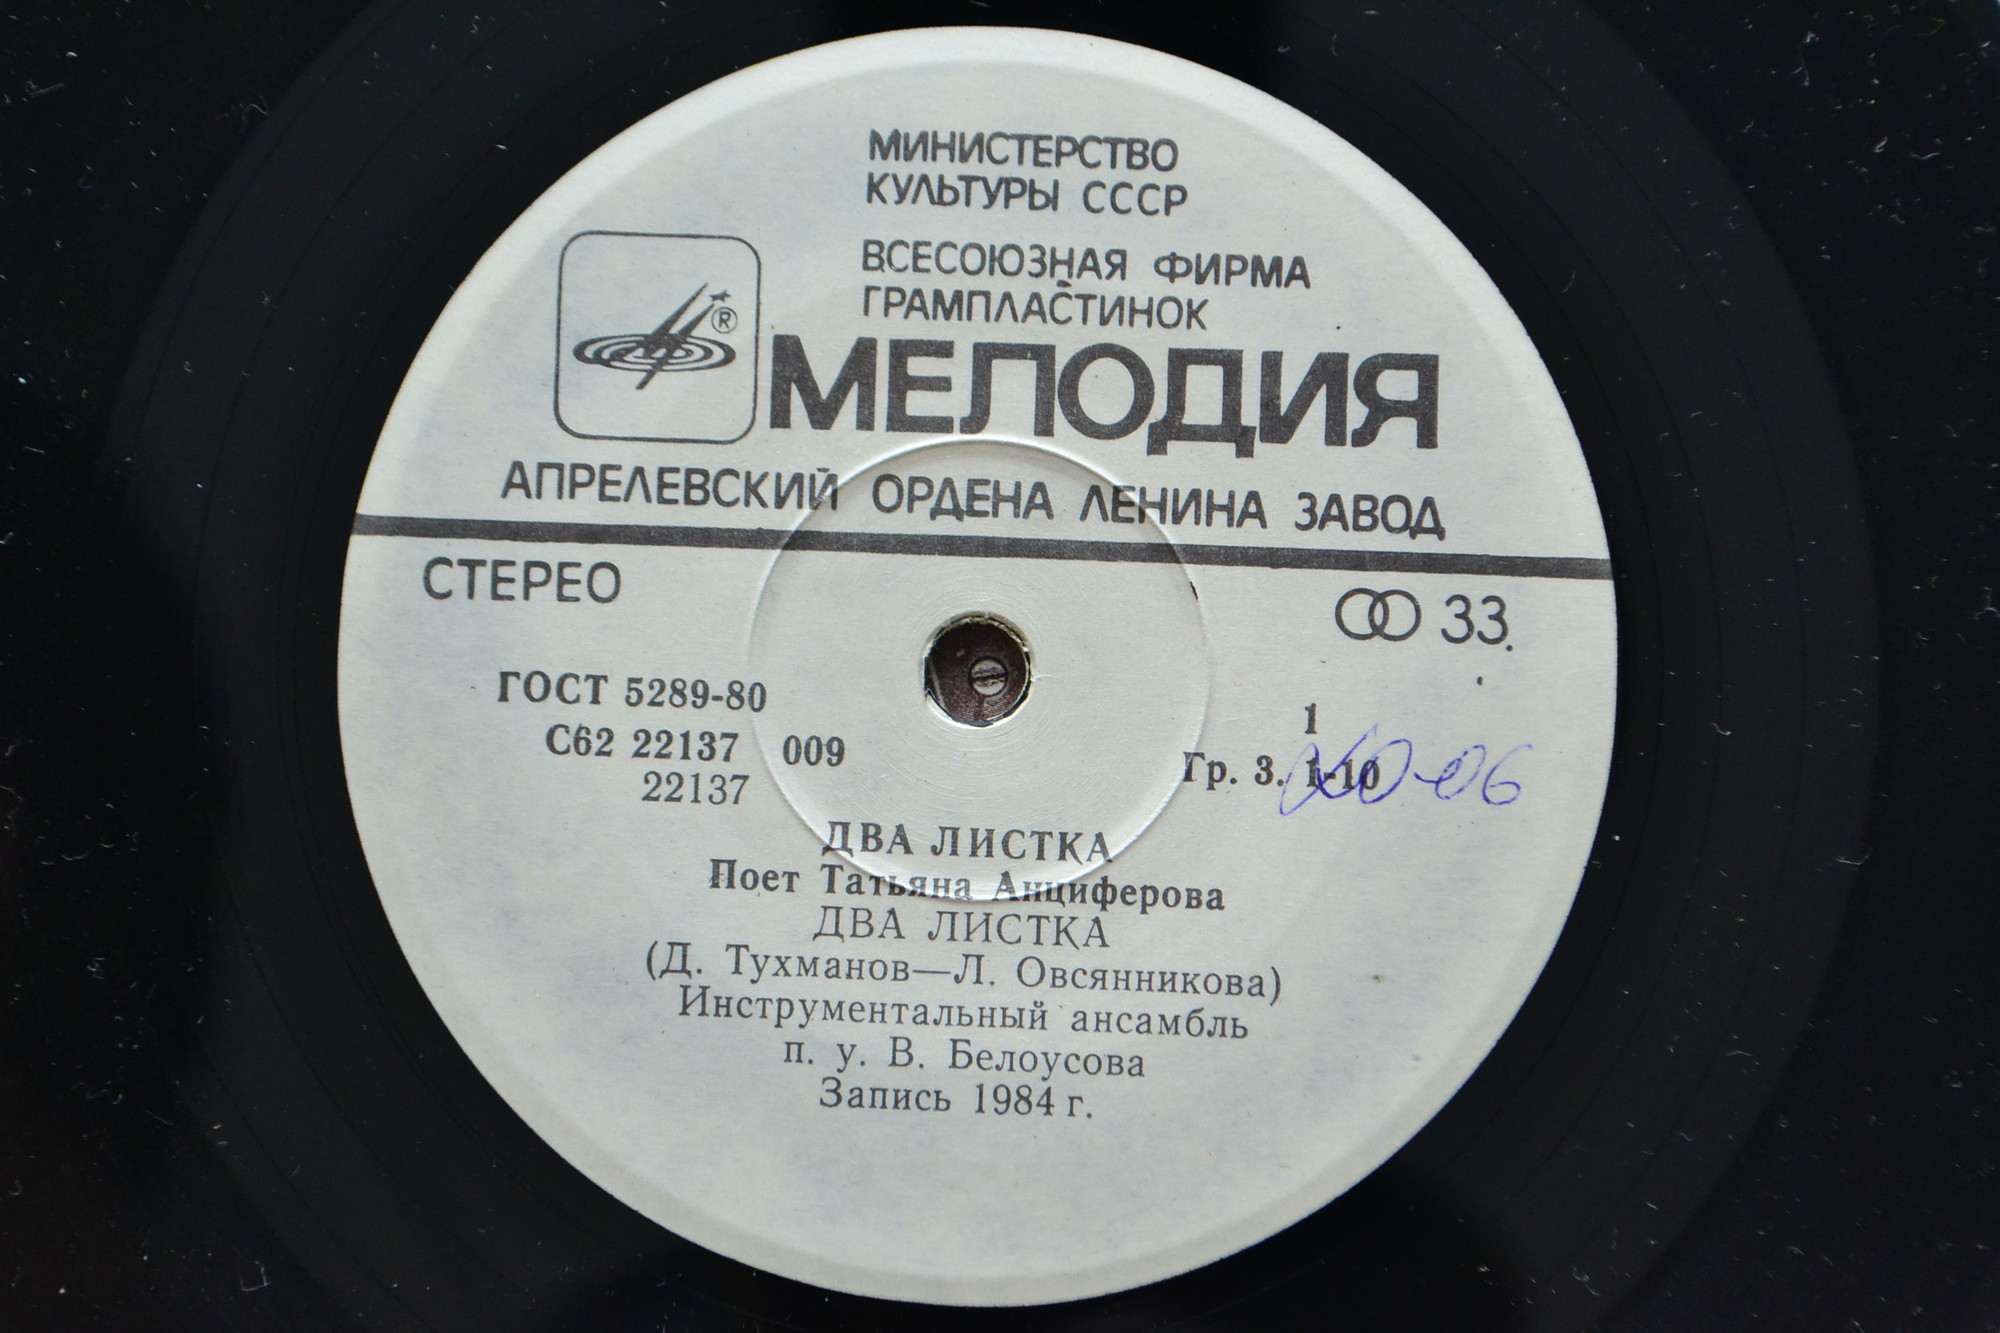 МИНИСТЕРСТВО
КУЛЬТУРЫ СССР
ВСЕСОЮЗНАЯ ФИРМА
ГРАМПЛАСТИНОК
®
МЕЛОДИЯ
АПРЕЛЕВСКИЙ ОРДЕНА ЛЕНИНА ЗАВОД
СТЕРЕО
33
ГОСТ 5289-80
С62 22137 009
22137
1
Гр. 3. 1-10
-06
ДВА ЛИСТКА
Поет Татьяна Анциферова
ДВА ЛИСТКА
(Д. Тухманов—Л. Овсянникова)
Инструментальный ансамбль
п. у. В. Белоусова
Запись 1984 г.